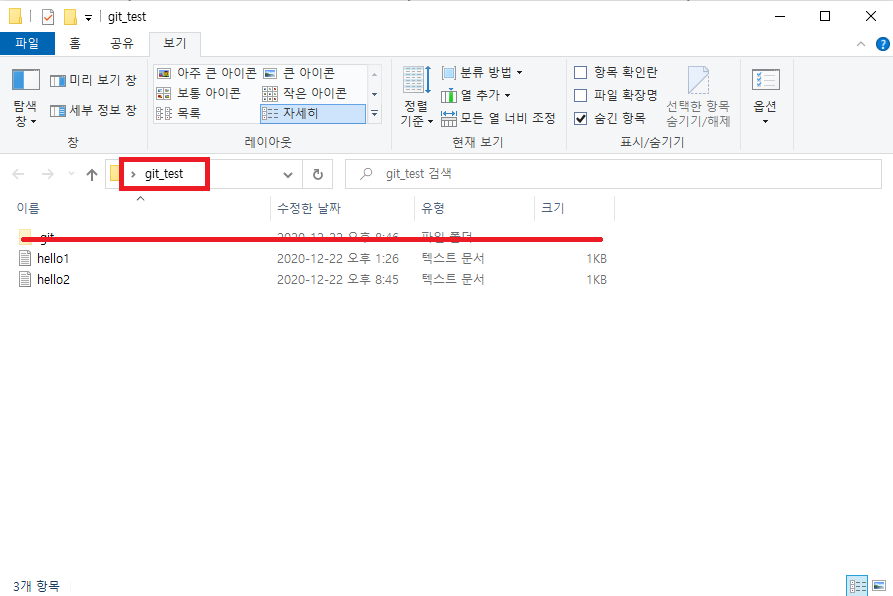 git_test
파일 홈 공유 보기
탐색 창
미리 보기 창
세부 정보 창
창
아주 큰 아이콘 큰 아이콘
보통 아이콘 작은 아이콘
목록 자세히
레이아웃
정렬 기준
분류 방법
열 추가
모든 열 너비 조정
현재 보기
항목 확인란
파일 확장명
숨긴 항목
선택한 항목
숨기기/해제
표시/숨기기
옵션
git_test
git_test 검색
이름 수정한 날짜 유형 크기
.git 2020-12-22 오후 8:46 파일 폴더
hello1 2020-12-22 오후 1:26 텍스트 문서 1KB
hello2 2020-12-22 오후 8:45 텍스트 문서 1KB
3개 항목